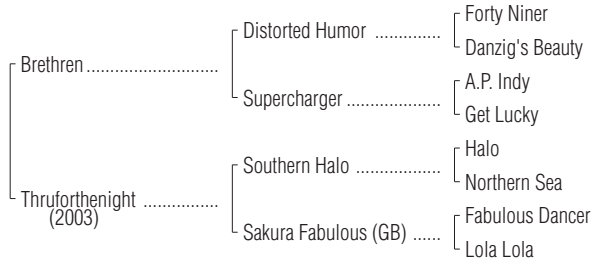 Forty Niner
Distorted Humor ..............
Danzig's Beauty
Brethren............................
A.P. Indy
Supercharger ....................
Get Lucky
Halo
Southern Halo ..................
Northern Sea
Thruforthenight ................
(2003)
Fabulous Dancer
Sakura Fabulous (GB) ......
Lola Lola